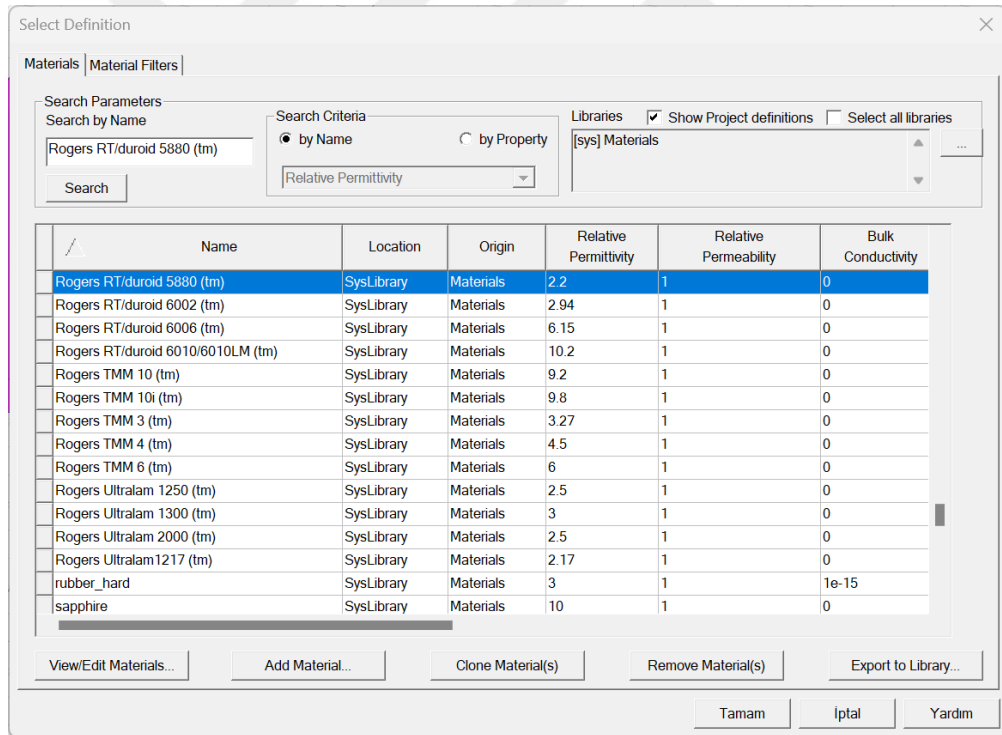 Select Definition
Materials Material Filters
Search Parameters
Search by Name
Rogers RT/duroid 5880 (tm)
Search
Search Criteria
by Name by Property
Relative Permittivity
Libraries Show Project definitions Select all libraries
[sys] Materials
...
Name Location Origin Relative Permittivity Relative Permeability Bulk Conductivity
Rogers RT/duroid 5880 (tm) SysLibrary Materials 2.2 1 0
Rogers RT/duroid 6002 (tm) SysLibrary Materials 2.94 1 0
Rogers RT/duroid 6006 (tm) SysLibrary Materials 6.15 1 0
Rogers RT/duroid 6010/6010LM (tm) SysLibrary Materials 10.2 1 0
Rogers TMM 10 (tm) SysLibrary Materials 9.2 1 0
Rogers TMM 10i (tm) SysLibrary Materials 9.8 1 0
Rogers TMM 3 (tm) SysLibrary Materials 3.27 1 0
Rogers TMM 4 (tm) SysLibrary Materials 4.5 1 0
Rogers TMM 6 (tm) SysLibrary Materials 6 1 0
Rogers Ultralam 1250 (tm) SysLibrary Materials 2.5 1 0
Rogers Ultralam 1300 (tm) SysLibrary Materials 3 1 0
Rogers Ultralam 2000 (tm) SysLibrary Materials 2.5 1 0
Rogers Ultralam1217 (tm) SysLibrary Materials 2.17 1 0
rubber_hard SysLibrary Materials 3 1 1e-15
sapphire SysLibrary Materials 10 1 0
View/Edit Materials... Add Material... Clone Material(s) Remove Material(s) Export to Library...
Tamam İptal Yardım